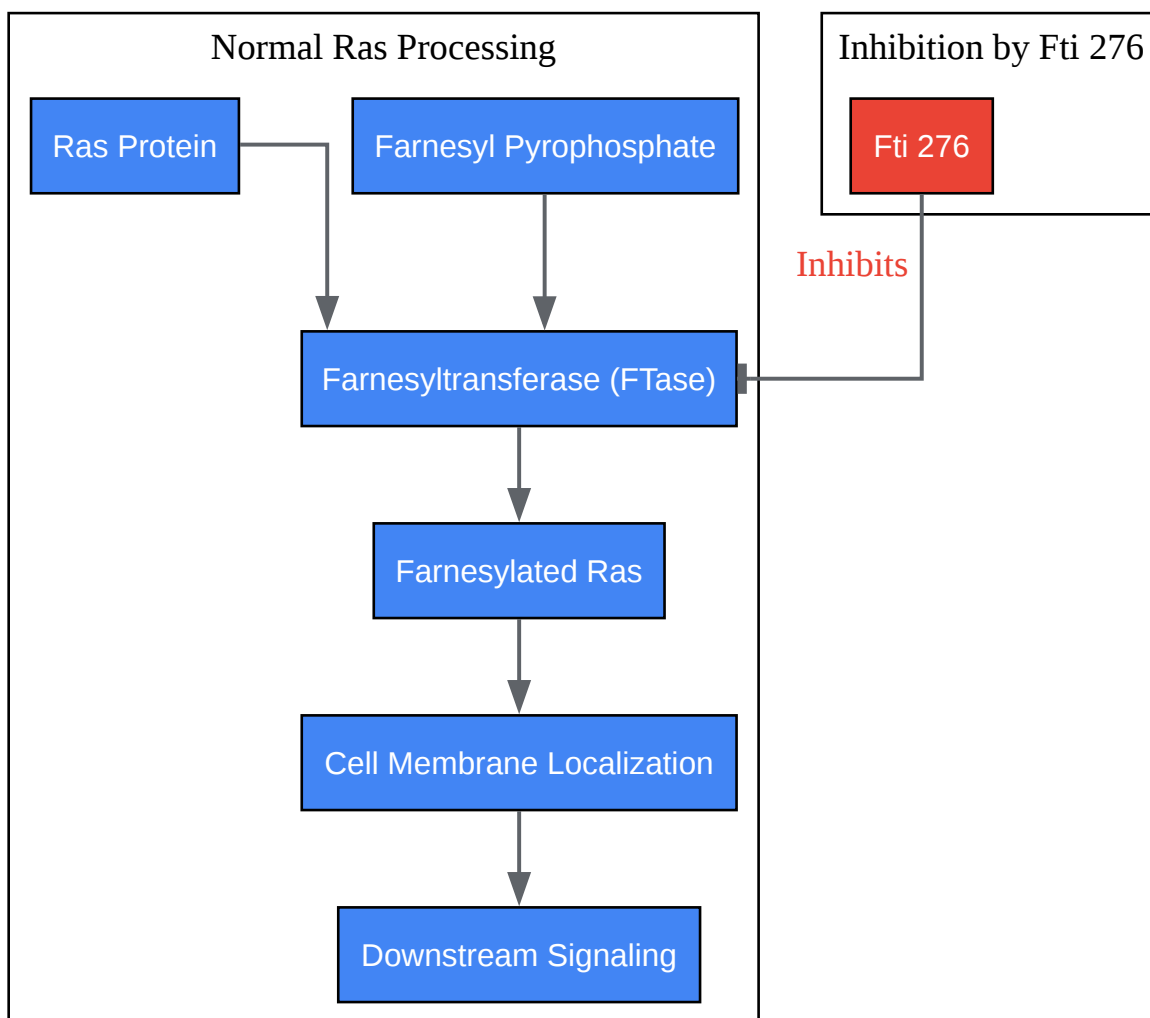 Normal Ras Processing
Inhibition by Fti 276
Ras Protein
Farnesyl Pyrophosphate
Fti 276
Inhibits
Farnesyltransferase (FTase)
Farnesylated Ras
Cell Membrane Localization
Downstream Signaling